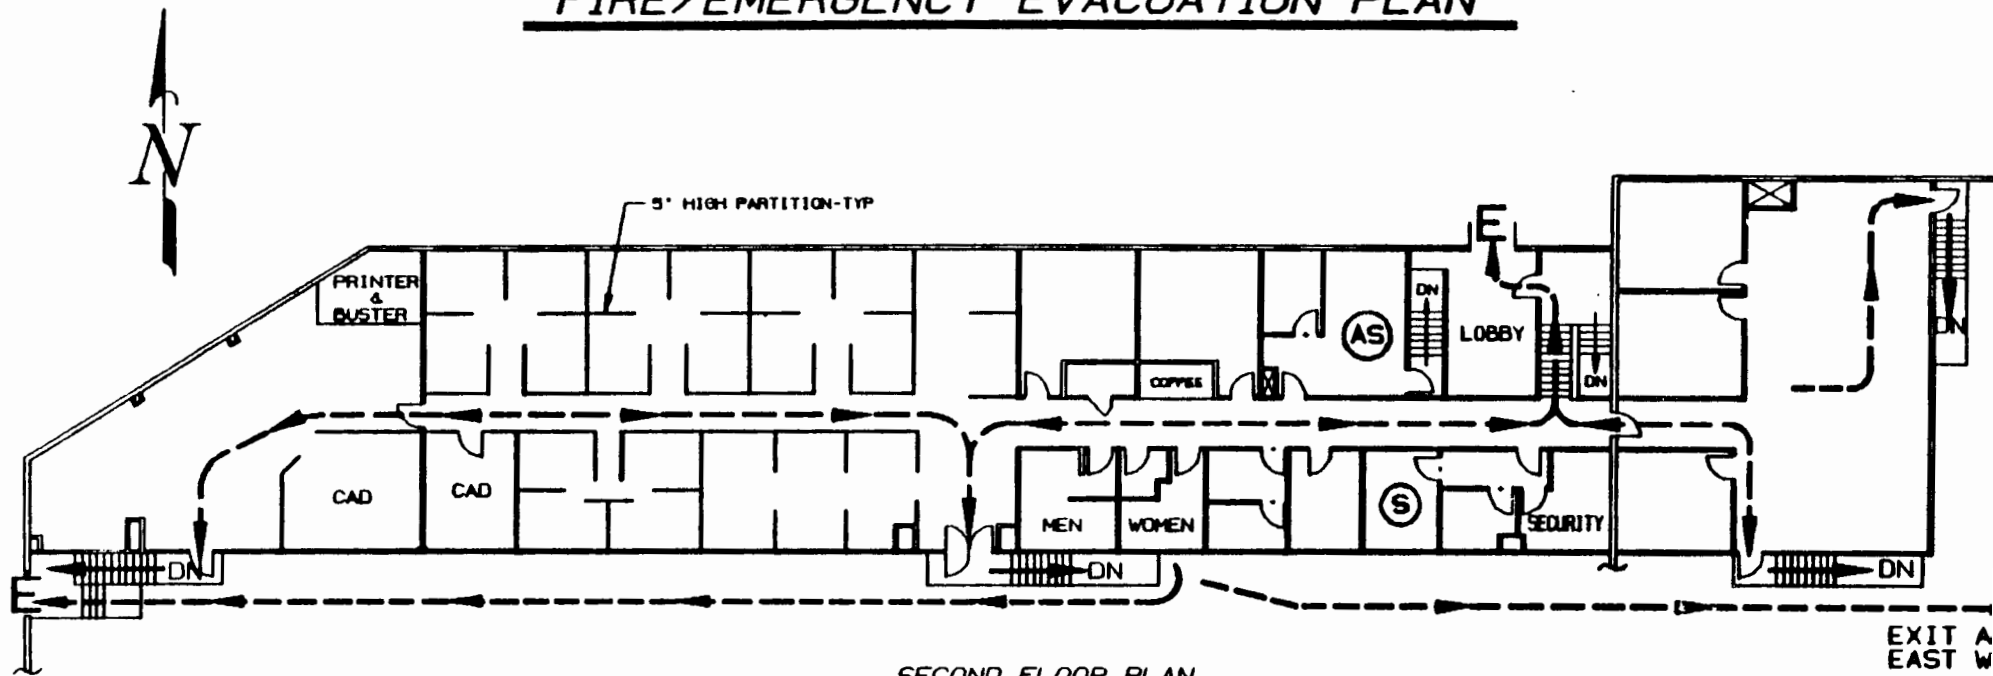 FIRE/EMERGENCY EVACUATION PLAN
N
5' HIGH PARTITION-TYP
PRINTER
&
BUSTER
E
DN
AS
LOBBY
DN
DN
COFFEE
CAD
CAD
MEN
WOMEN
S
SECURITY
DN
DN
DN
E
EXIT
EAST
SECOND FLOOR PLAN